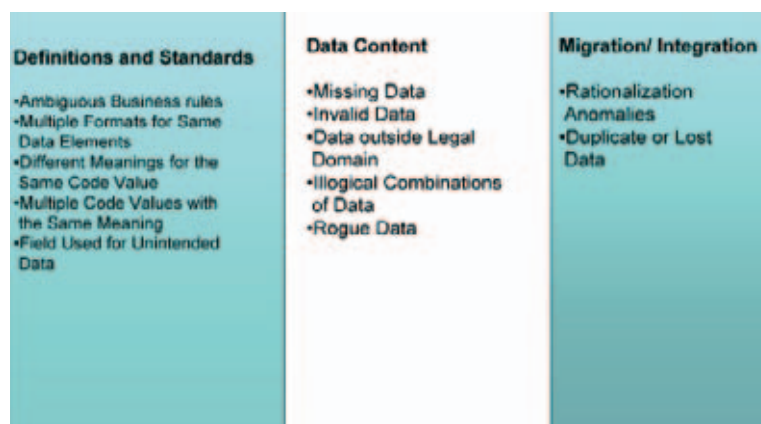 Definitions and Standards
•Ambiguous Business rules
•Multiple Formats for Same
Data Elements
•Different Meanings for the
Same Code Value
•Multiple Code Values with
the Same Meaning
•Field Used for Unintended
Data
Data Content
•Missing Data
•Invalid Data
•Data outside Legal
Domain
•Illogical Combinations
of Data
•Rogue Data
Migration/ Integration
•Rationalization
Anomalies
•Duplicate or Lost
Data